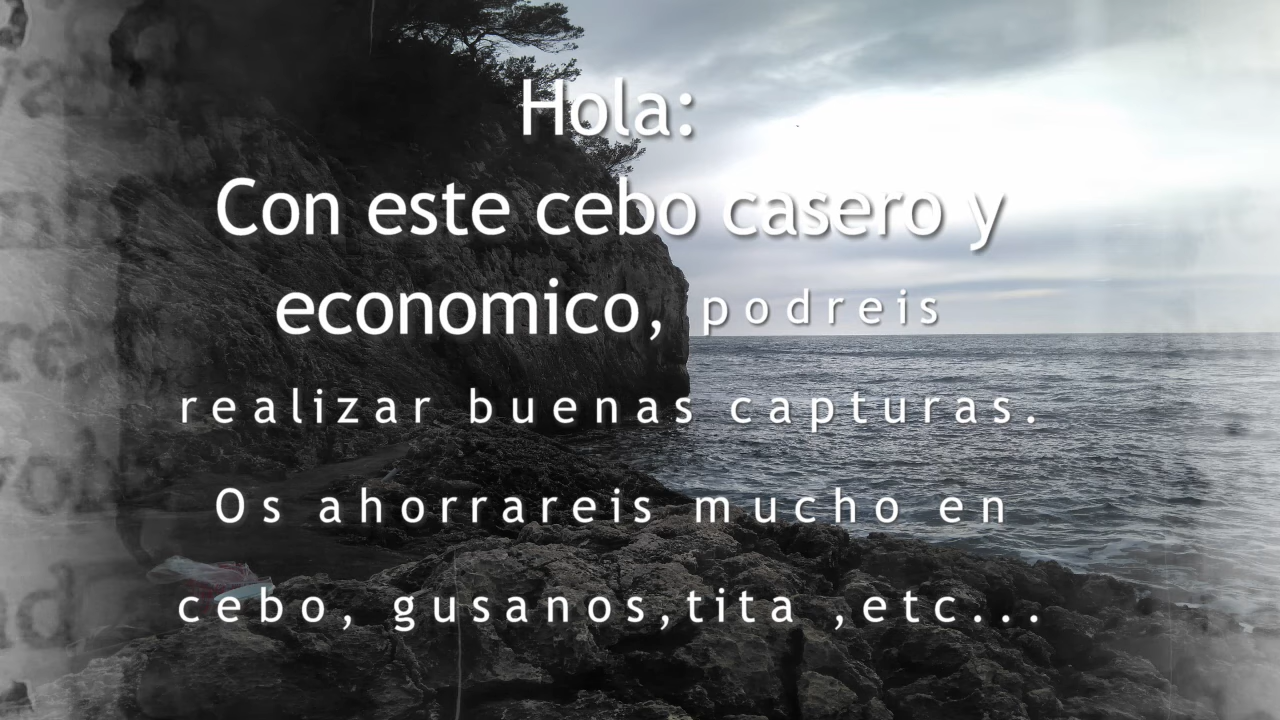 Hola:
Con este cebo casero y
economico, podreis
realizar buenas capturas.
Os ahorrareis mucho en
cebo, gusanos,tita ,etc...